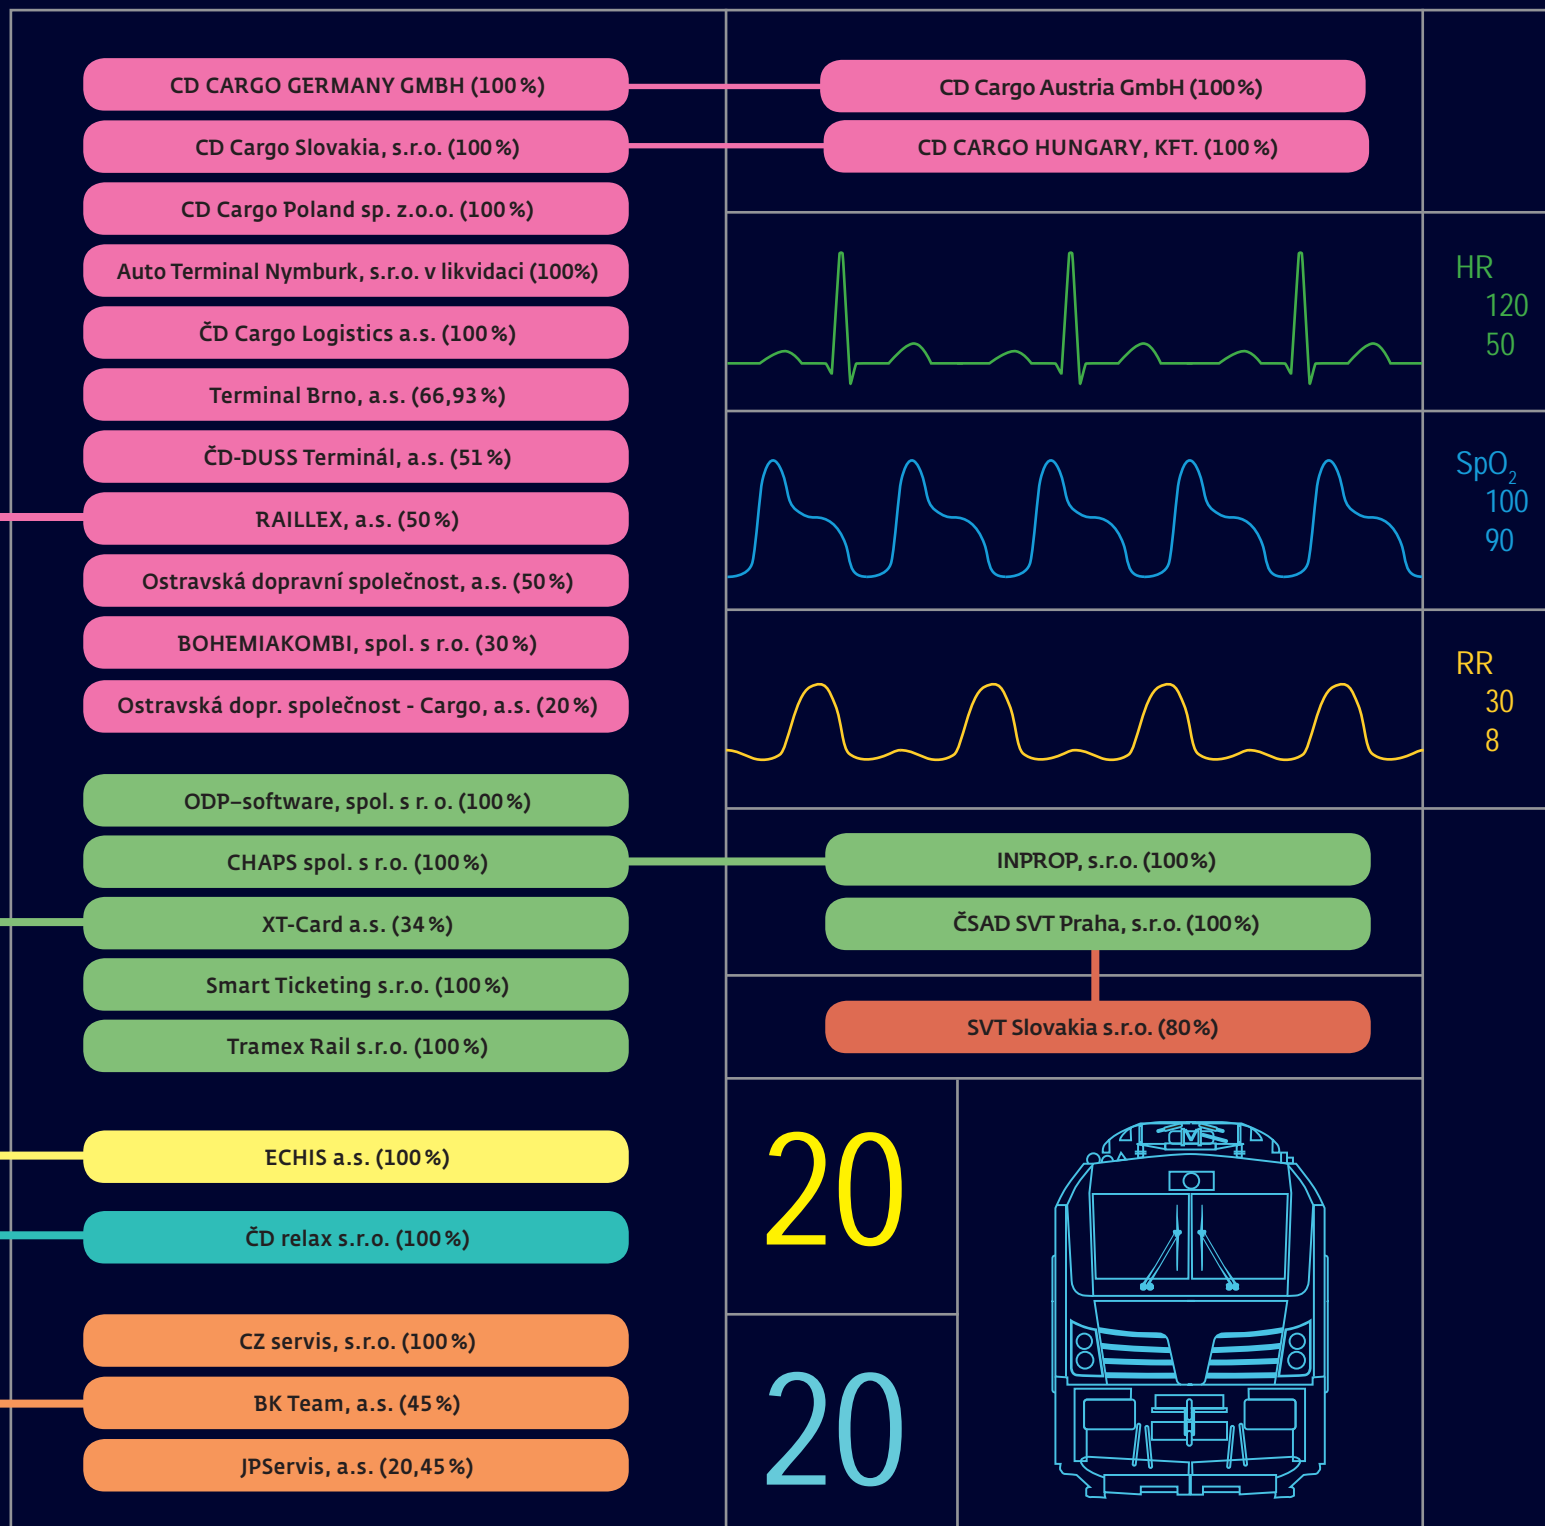 CD CARGO GERMANY GMBH (100 %)
CD Cargo Slovakia, s.r.o. (100 %)
CD Cargo Poland sp. z.o.o. (100 %)
Auto Terminal Nymburk, s.r.o. v likvidaci (100%)
ČD Cargo Logistics a.s. (100 %)
Terminal Brno, a.s. (66,93 %)
ČD-DUSS Terminál, a.s. (51 %)
RAILLEX, a.s. (50 %)
Ostravská dopravní společnost, a.s. (50 %)
BOHEMIAKOMBI, spol. s r.o. (30 %)
Ostravská dopr. společnost - Cargo, a.s. (20 %)
ODP–software, spol. s r. o. (100 %)
CHAPS spol. s r.o. (100 %)
XT-Card a.s. (34 %)
Smart Ticketing s.r.o. (100 %)
Tramex Rail s.r.o. (100 %)
ECHIS a.s. (100 %)
ČD relax s.r.o. (100 %)
CZ servis, s.r.o. (100 %)
BK Team, a.s. (45 %)
JPServis, a.s. (20,45 %)
CD Cargo Austria GmbH (100 %)
CD CARGO HUNGARY, KFT. (100 %)
HR
120
50
SpO₂
100
90
RR
30
8
INPROP, s.r.o. (100 %)
ČSAD SVT Praha, s.r.o. (100 %)
SVT Slovakia s.r.o. (80 %)
20
20